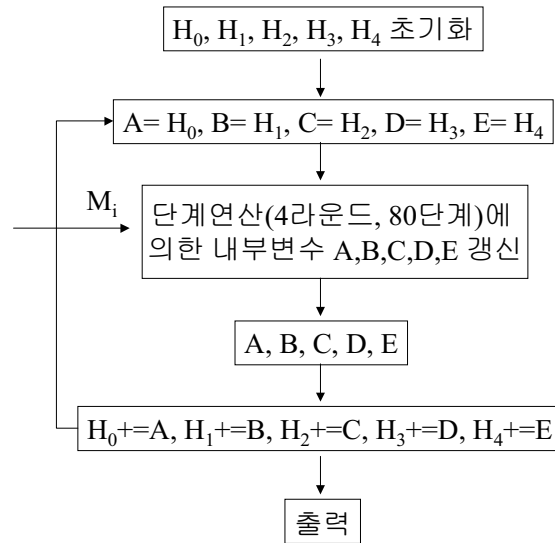 H₀, H₁, H₂, H₃, H₄ 초기화
A= H₀, B= H₁, C= H₂, D= H₃, E= H₄
Mᵢ
단계연산(4라운드, 80단계)에
의한 내부변수 A,B,C,D,E 갱신
A, B, C, D, E
H₀+=A, H₁+=B, H₂+=C, H₃+=D, H₄+=E
출력